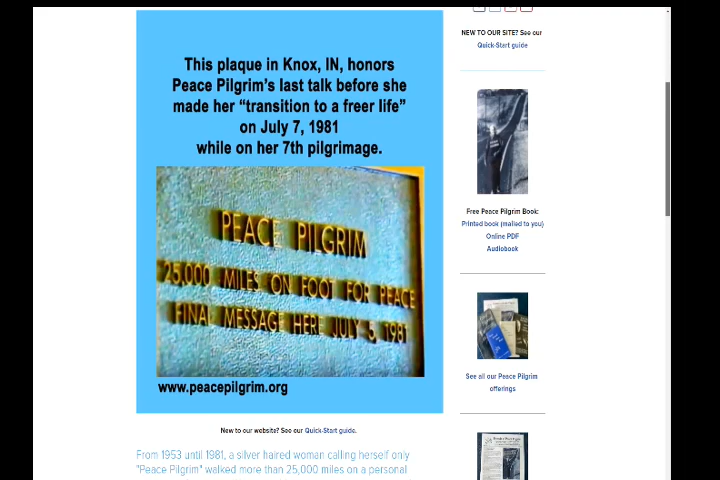 This plaque in Knox, IN, honors
Peace Pilgrim's last talk before she
made her “transition to a freer life”
on July 7, 1981
while on her 7th pilgrimage.
PEACE PILGRIM
25,000 MILES ON FOOT FOR PEACE
FINAL MESSAGE HERE JULY 5, 1981
www.peacepilgrim.org
New to our website? See our Quick-Start guide.
From 1953 until 1981, a silver haired woman calling herself only
"Peace Pilgrim" walked more than 25,000 miles on a personal
NEW TO OUR SITE? See our
Quick-Start guide
Free Peace Pilgrim Book:
Printed book (mailed to you)
Online PDF
Audiobook
See all our Peace Pilgrim
offerings